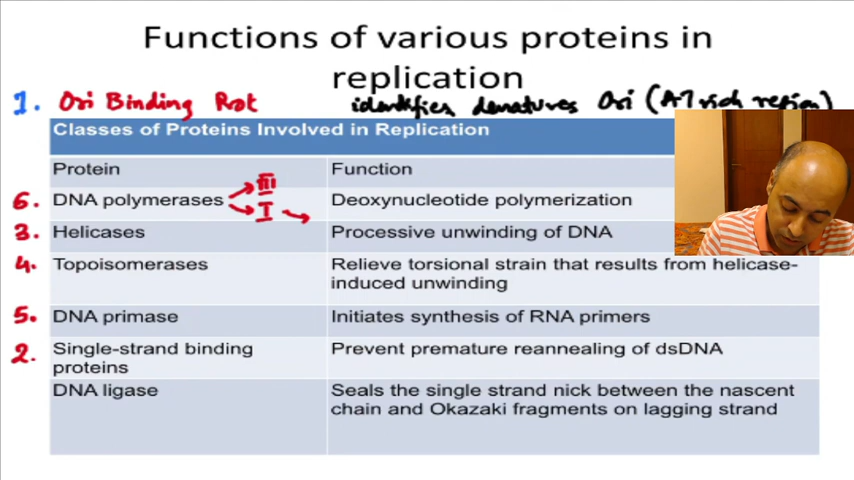 Functions of various proteins in
replication
1. Ori Binding Prot identifies denatures Ori (AT rich region)
Classes of Proteins Involved in Replication
Protein Function
6. DNA polymerases III I Deoxynucleotide polymerization
3. Helicases Processive unwinding of DNA
4. Topoisomerases Relieve torsional strain that results from helicase-
induced unwinding
5. DNA primase Initiates synthesis of RNA primers
2. Single-strand binding Prevent premature reannealing of dsDNA
proteins
DNA ligase Seals the single strand nick between the nascent
chain and Okazaki fragments on lagging strand